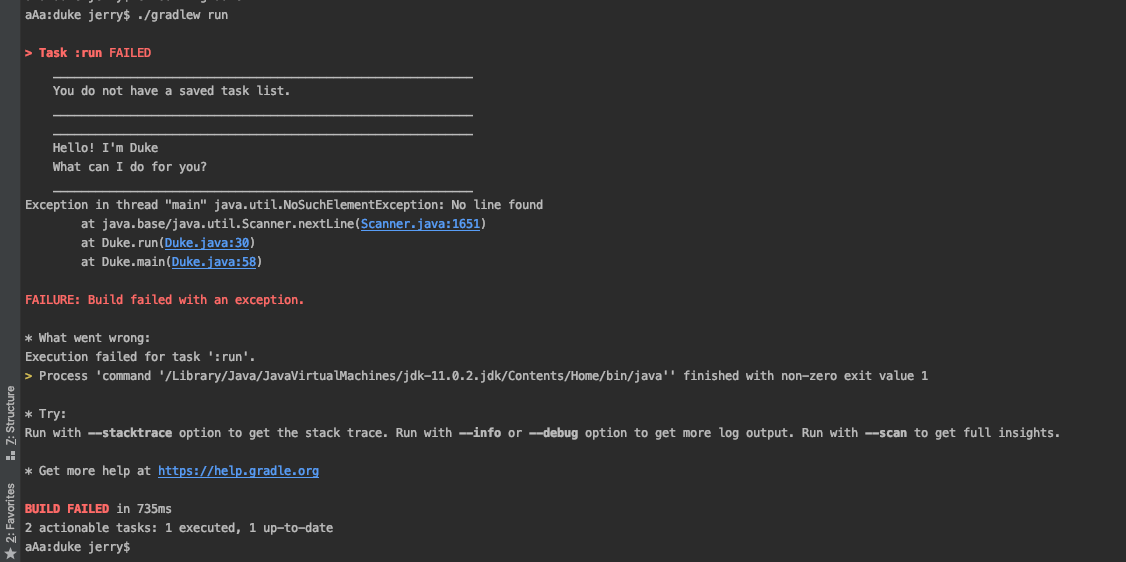 aAa:duke jerry$ ./gradlew run
> Task :run FAILED
You do not have a saved task list.
Hello! I'm Duke
What can I do for you?
Exception in thread "main" java.util.NoSuchElementException: No line found
at java.base/java.util.Scanner.nextLine(Scanner.java:1651)
at Duke.run(Duke.java:30)
at Duke.main(Duke.java:58)
FAILURE: Build failed with an exception.
* What went wrong:
Execution failed for task ':run'.
> Process 'command '/Library/Java/JavaVirtualMachines/jdk-11.0.2.jdk/Contents/Home/bin/java'' finished with non-zero exit value 1
* Try:
Run with --stacktrace option to get the stack trace. Run with --info or --debug option to get more log output. Run with --scan to get full insights.
* Get more help at https://help.gradle.org
BUILD FAILED in 735ms
2 actionable tasks: 1 executed, 1 up-to-date
aAa:duke jerry$
Z: Structure
2: Favorites